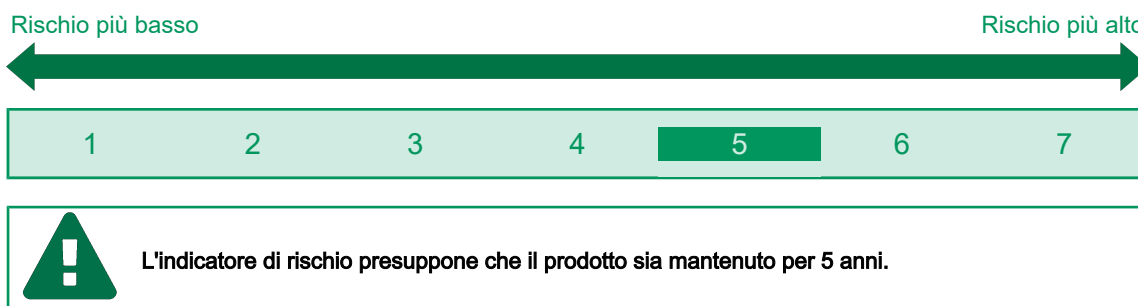 Rischio più basso Rischio più alto
1 2 3 4 5 6 7
L'indicatore di rischio presuppone che il prodotto sia mantenuto per 5 anni.